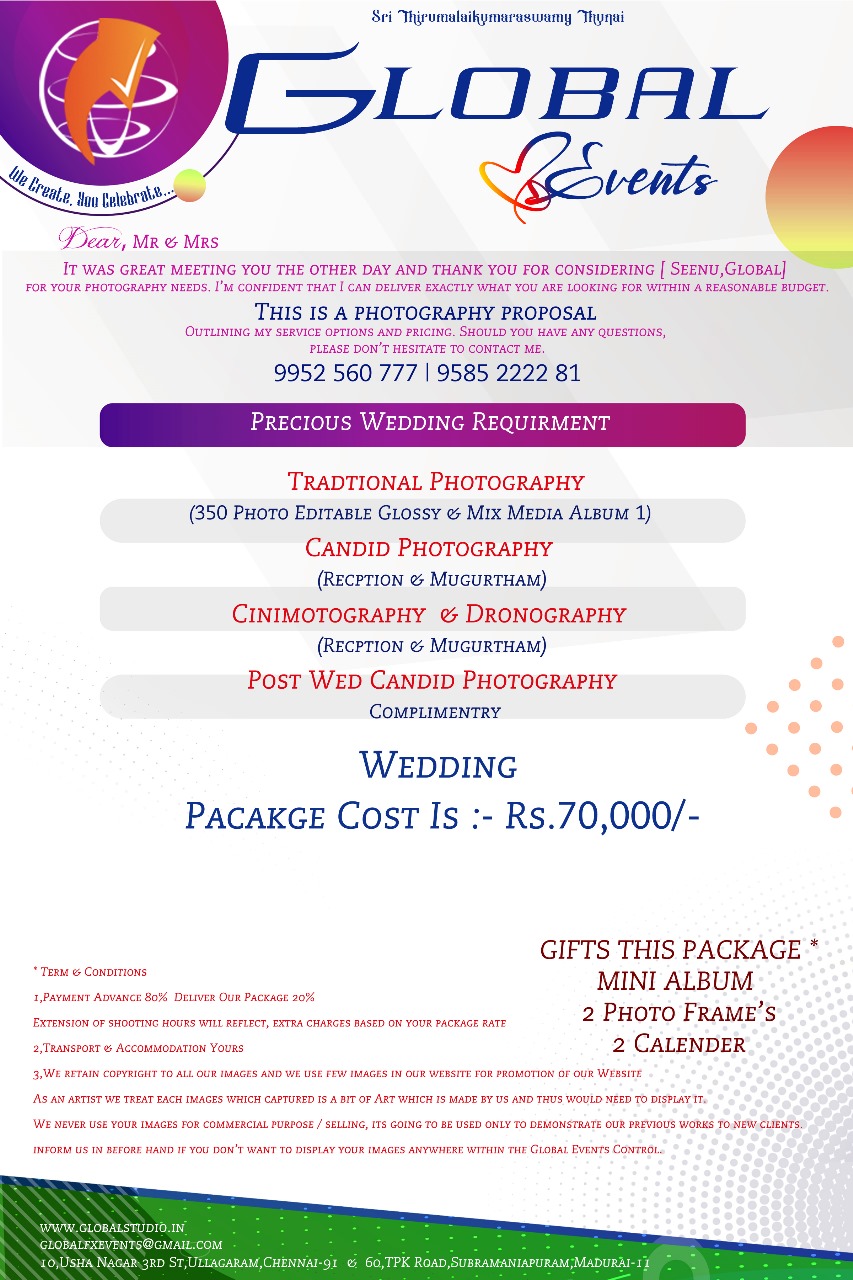 Sri Thirumalaikumaraswamy Thunai
GLOBAL
Events
We Create, You Celebrate...
Dear, Mr & Mrs
It was great meeting you the other day and thank you for considering [ Seenu,Global]
for your photography needs. I'm confident that I can deliver exactly what you are looking for within a reasonable budget.
This is a photography proposal
Outlining my service options and pricing. Should you have any questions,
please don't hesitate to contact me.
9952 560 777 | 9585 2222 81
Precious Wedding Requirment
Tradtional Photography
(350 Photo Editable Glossy & Mix Media Album 1)
Candid Photography
(Recption & Mugurtham)
Cinimotography & Dronography
(Recption & Mugurtham)
Post Wed Candid Photography
Complimentry
Wedding
Pacakge Cost Is :- Rs.70,000/-
GIFTS THIS PACKAGE *
MINI ALBUM
2 Photo Frame's
2 Calender
* Term & Conditions
1,Payment Advance 80% Deliver Our Package 20%
Extension of shooting hours will reflect, extra charges based on your package rate
2,Transport & Accommodation Yours
3,We retain copyright to all our images and we use few images in our website for promotion of our Website
As an artist we treat each images which captured is a bit of Art which is made by us and thus would need to display it.
We never use your images for commercial purpose / selling, its going to be used only to demonstrate our previous works to new clients.
inform us in before hand if you don't want to display your images anywhere within the Global Events Control.
www.globalstudio.in
globalfxevents@gmail.com
10,Usha Nagar 3rd St,Ullagaram,Chennai-91 & 60,TPK Road,Subramaniapuram,Madurai-11